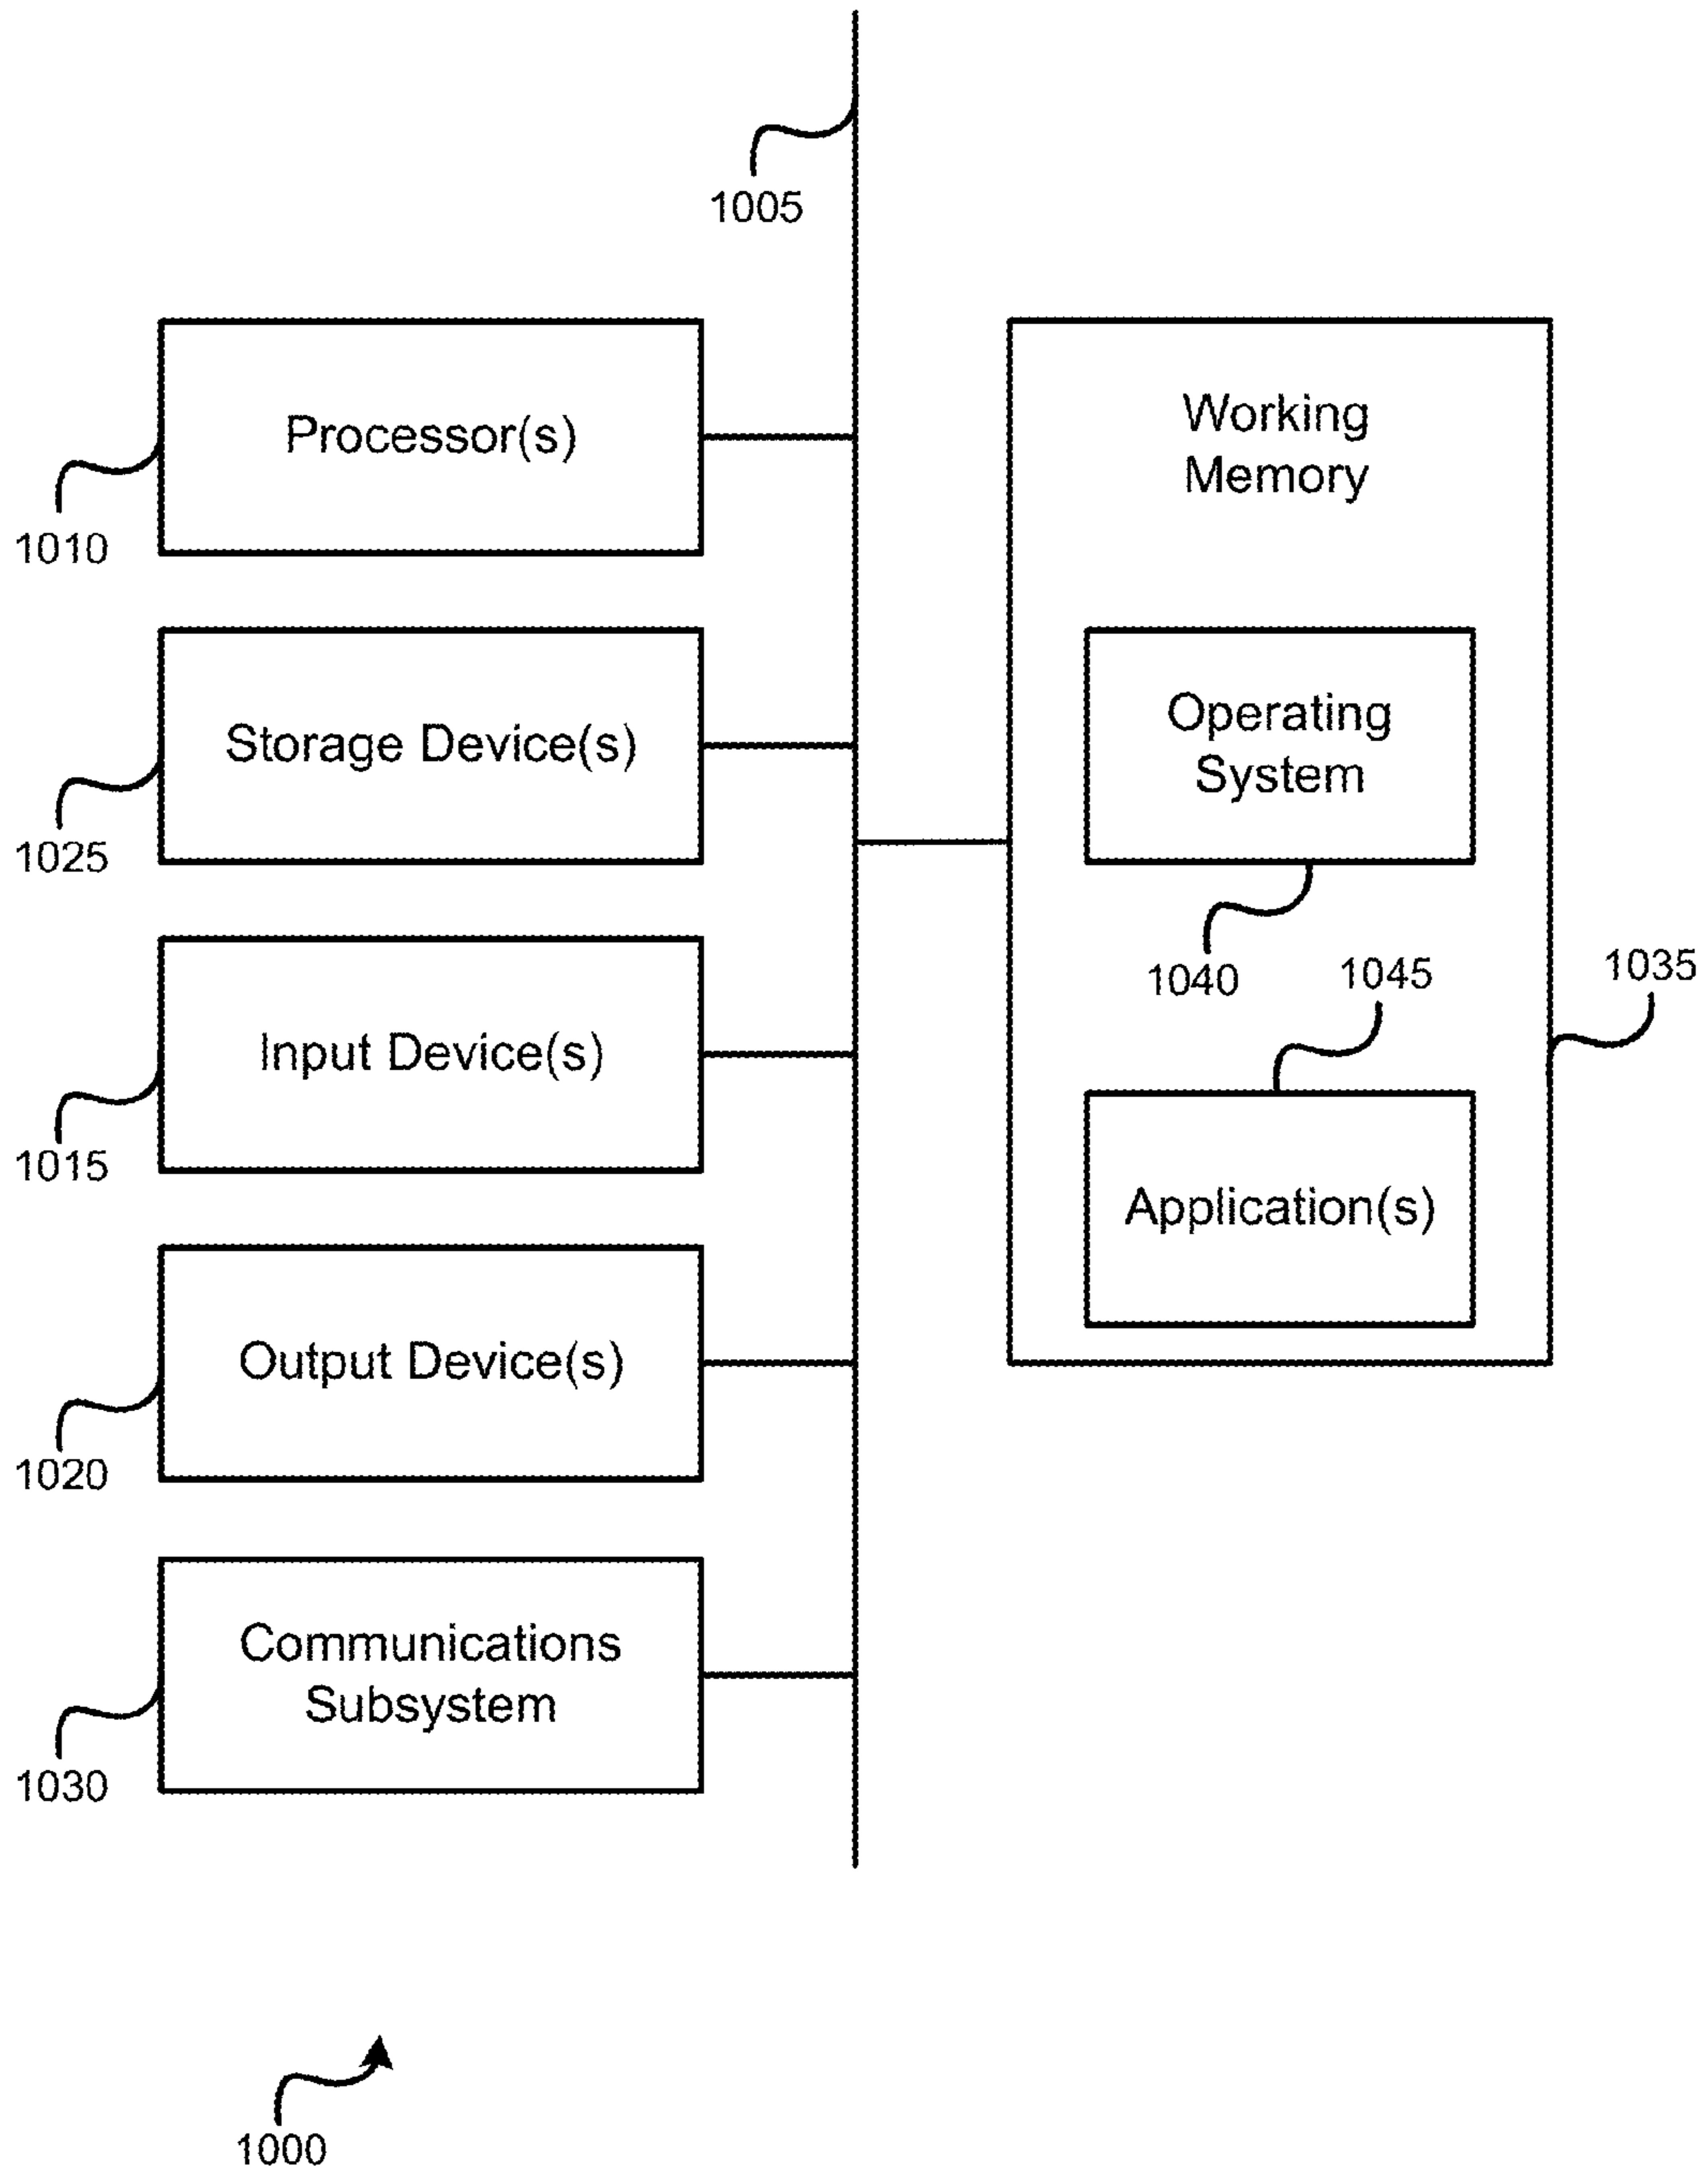 1005
Processor(s)
1010
Storage Device(s)
1025
Input Device(s)
1015
Output Device(s)
1020
Communications
Subsystem
1030
Working
Memory
Operating
System
1040
1045
1035
Application(s)
1000